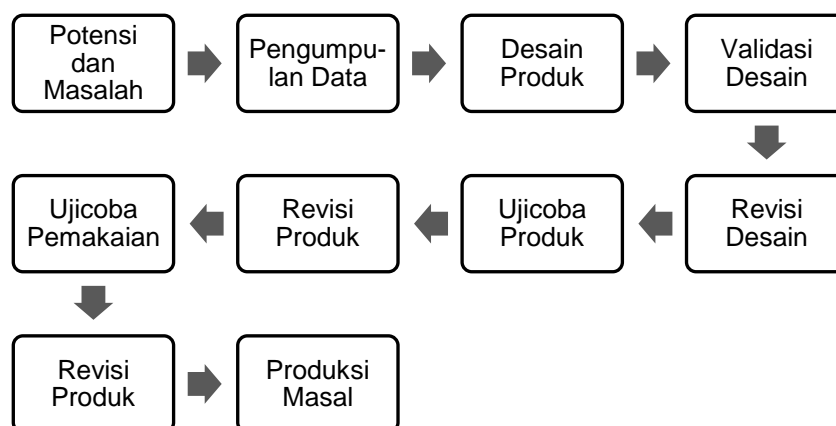 Potensi
dan
Masalah
Pengumpu-
lan Data
Desain
Produk
Validasi
Desain
Revisi
Desain
Ujicoba
Produk
Revisi
Produk
Ujicoba
Pemakaian
Revisi
Produk
Produksi
Masal